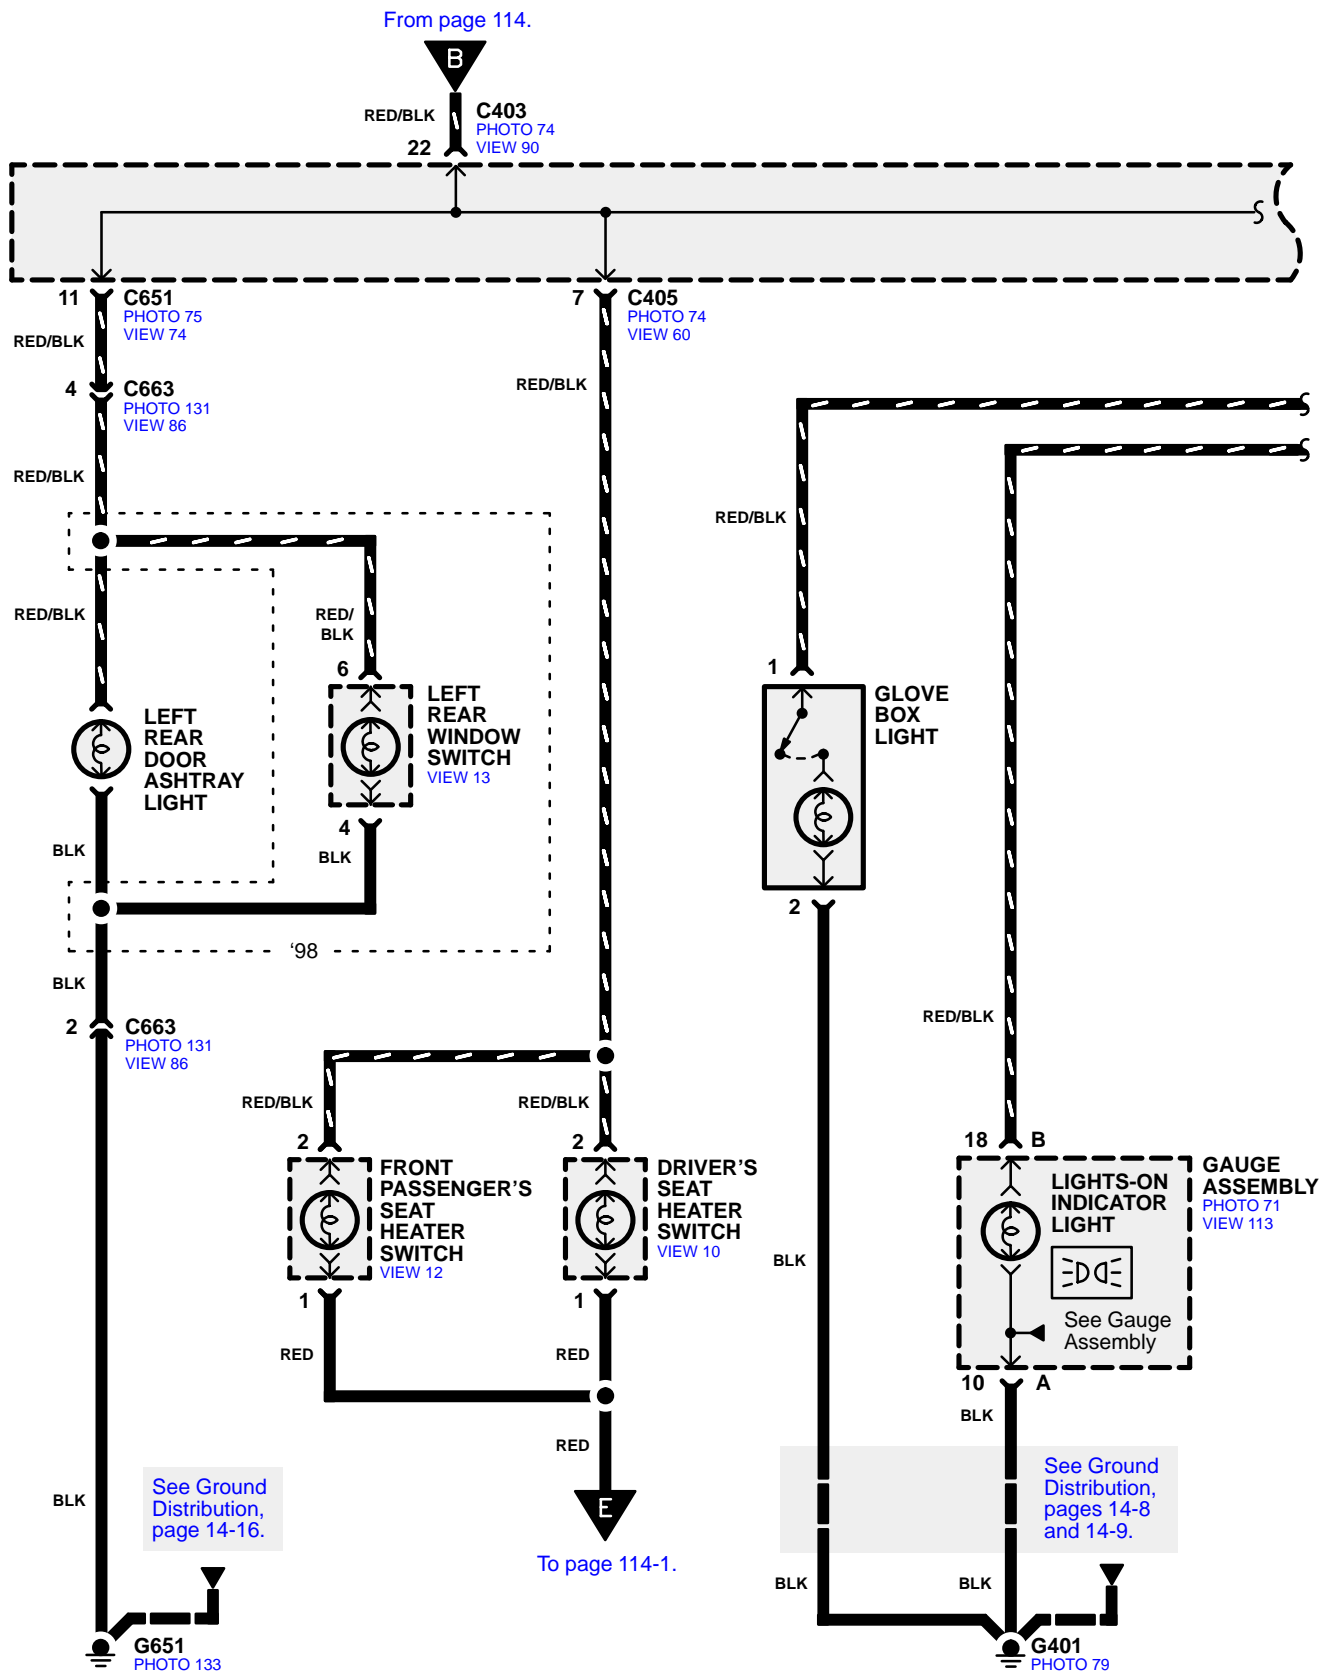 From page 114.
B
RED/BLK
C403
PHOTO 74
22
VIEW 90
11
C651
PHOTO 75
VIEW 74
7
C405
PHOTO 74
VIEW 60
RED/BLK
4
C663
PHOTO 131
VIEW 86
RED/BLK
RED/BLK
RED/BLK
RED/BLK
RED/
BLK
6
LEFT
REAR
WINDOW
SWITCH
VIEW 13
LEFT
REAR
DOOR
ASHTRAY
LIGHT
4
BLK
BLK
‘98
BLK
2
C663
PHOTO 131
VIEW 86
1
GLOVE
BOX
LIGHT
2
RED/BLK
RED/BLK
RED/BLK
2
FRONT
PASSENGER’S
SEAT
HEATER
SWITCH
VIEW 12
1
2
DRIVER’S
SEAT
HEATER
SWITCH
VIEW 10
1
RED
RED
RED
E
To page 114-1.
BLK
18
B
LIGHTS-ON
INDICATOR
LIGHT
GAUGE
ASSEMBLY
PHOTO 71
VIEW 113
See Gauge
Assembly
10
A
BLK
See Ground
Distribution,
pages 14-8
and 14-9.
BLK
See Ground
Distribution,
page 14-16.
BLK
BLK
G651
PHOTO 133
G401
PHOTO 79